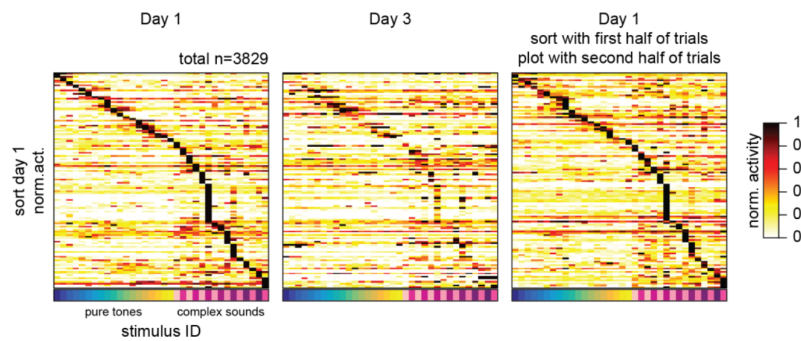 Day 1
total n=3829
Day 3
Day 1
sort with first half of trials
plot with second half of trials
sort day 1
norm.act.
pure tones
complex sounds
stimulus ID
1
0
0
0
0
0
norm. activity